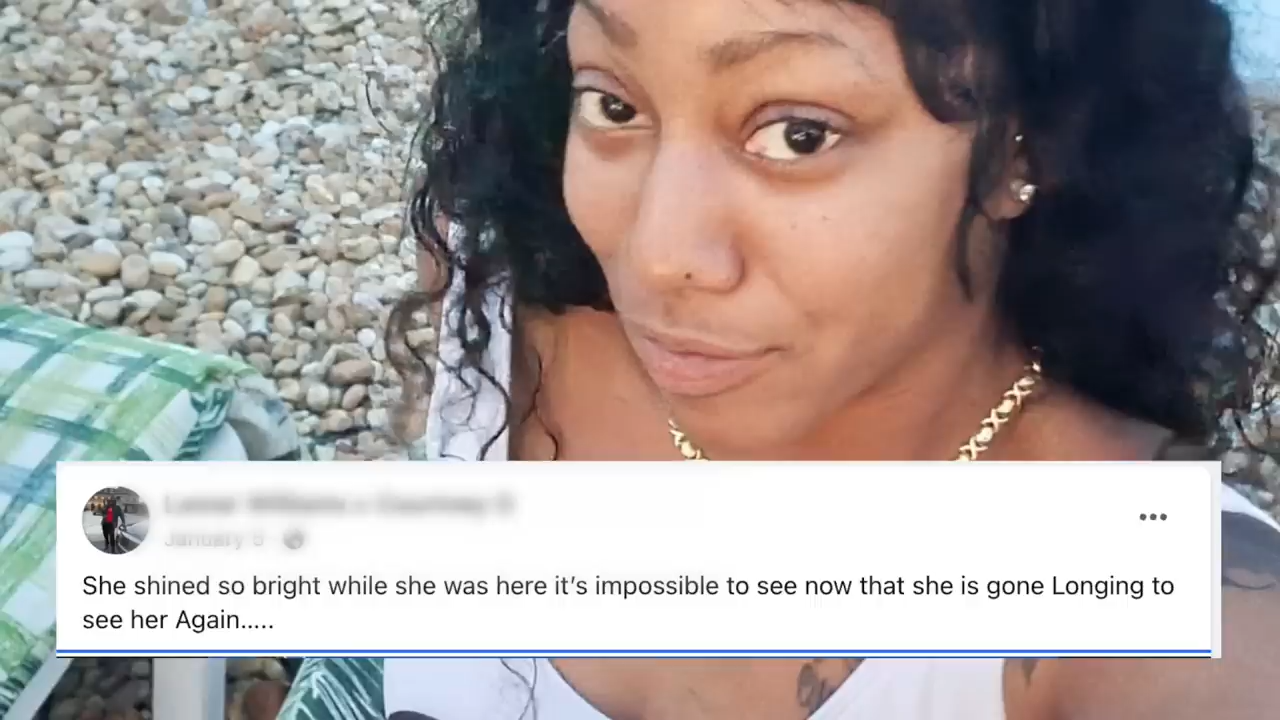 She shined so bright while she was here it’s impossible to see now that she is gone Longing to
see her Again.....